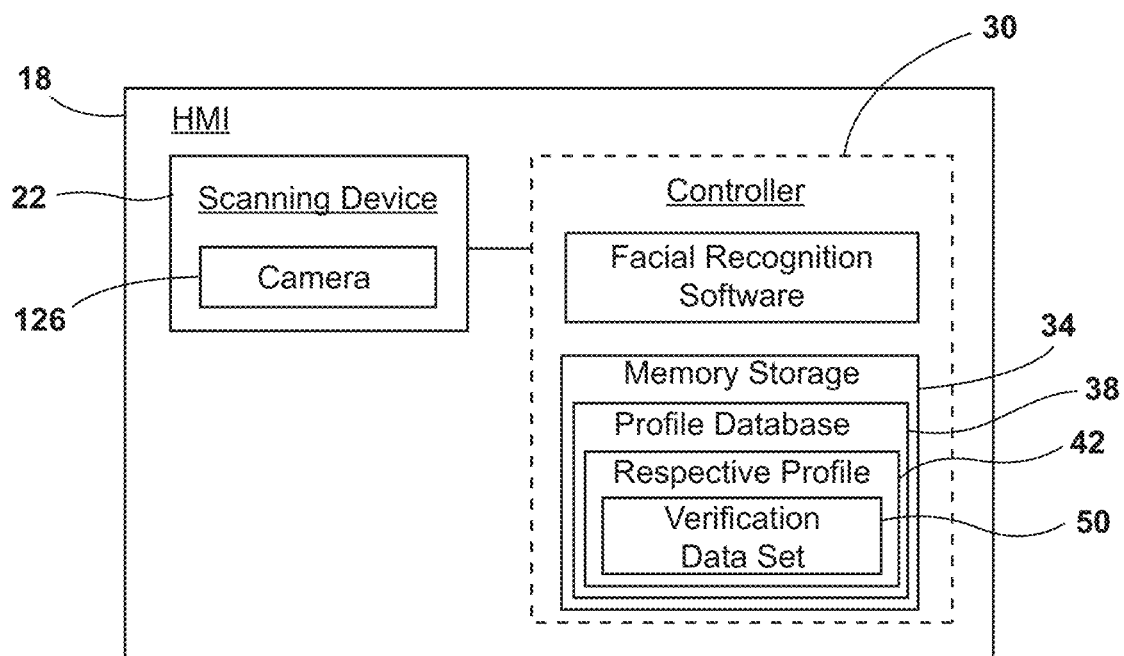 30
18
HMI
22
Scanning Device
Controller
Camera
Facial Recognition
Software
126
34
Memory Storage
38
Profile Database
42
Respective Profile
Verification
50
Data Set